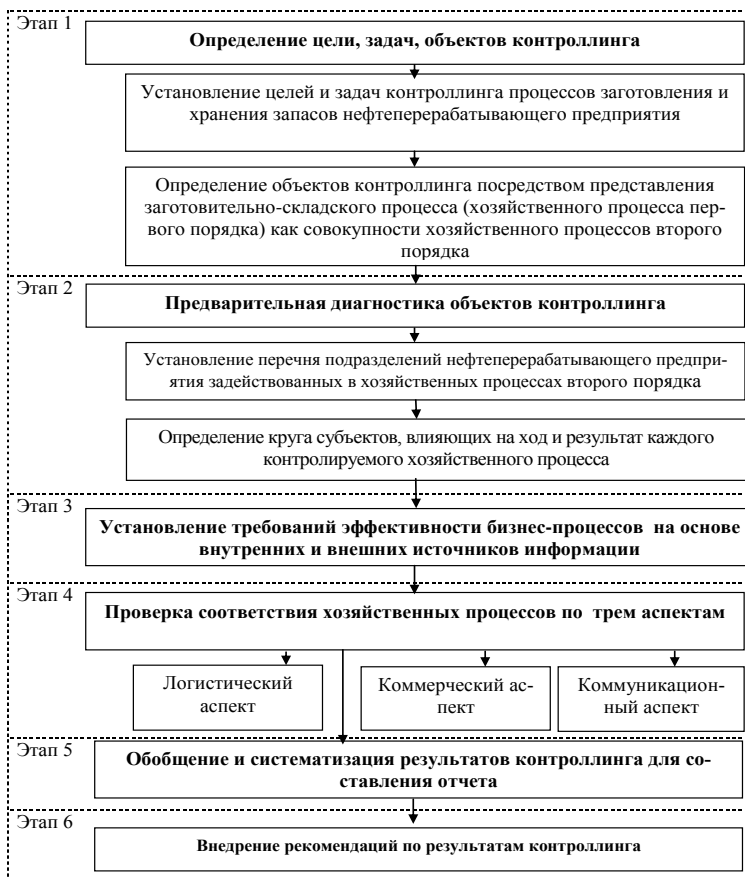 Этап 1
Определение цели, задач, объектов контроллинга
Установление целей и задач контроллинга процессов заготовления и
хранения запасов нефтеперерабатывающего предприятия
Определение объектов контроллинга посредством представления
заготовительно-складского процесса (хозяйственного процесса пер-
вого порядка) как совокупности хозяйственного процессов второго
порядка
Этап 2
Предварительная диагностика объектов контроллинга
Установление перечня подразделений нефтеперерабатывающего предпри-
ятия задействованных в хозяйственных процессах второго порядка
Определение круга субъектов, влияющих на ход и результат каждого
контролируемого хозяйственного процесса
Этап 3
Установление требований эффективности бизнес-процессов на основе
внутренних и внешних источников информации
Этап 4
Проверка соответствия хозяйственных процессов по трем аспектам
Логистический
аспект
Коммерческий ас-
пект
Коммуникацион-
ный аспект
Этап 5
Обобщение и систематизация результатов контроллинга для со-
ставления отчета
Этап 6
Внедрение рекомендаций по результатам контроллинга